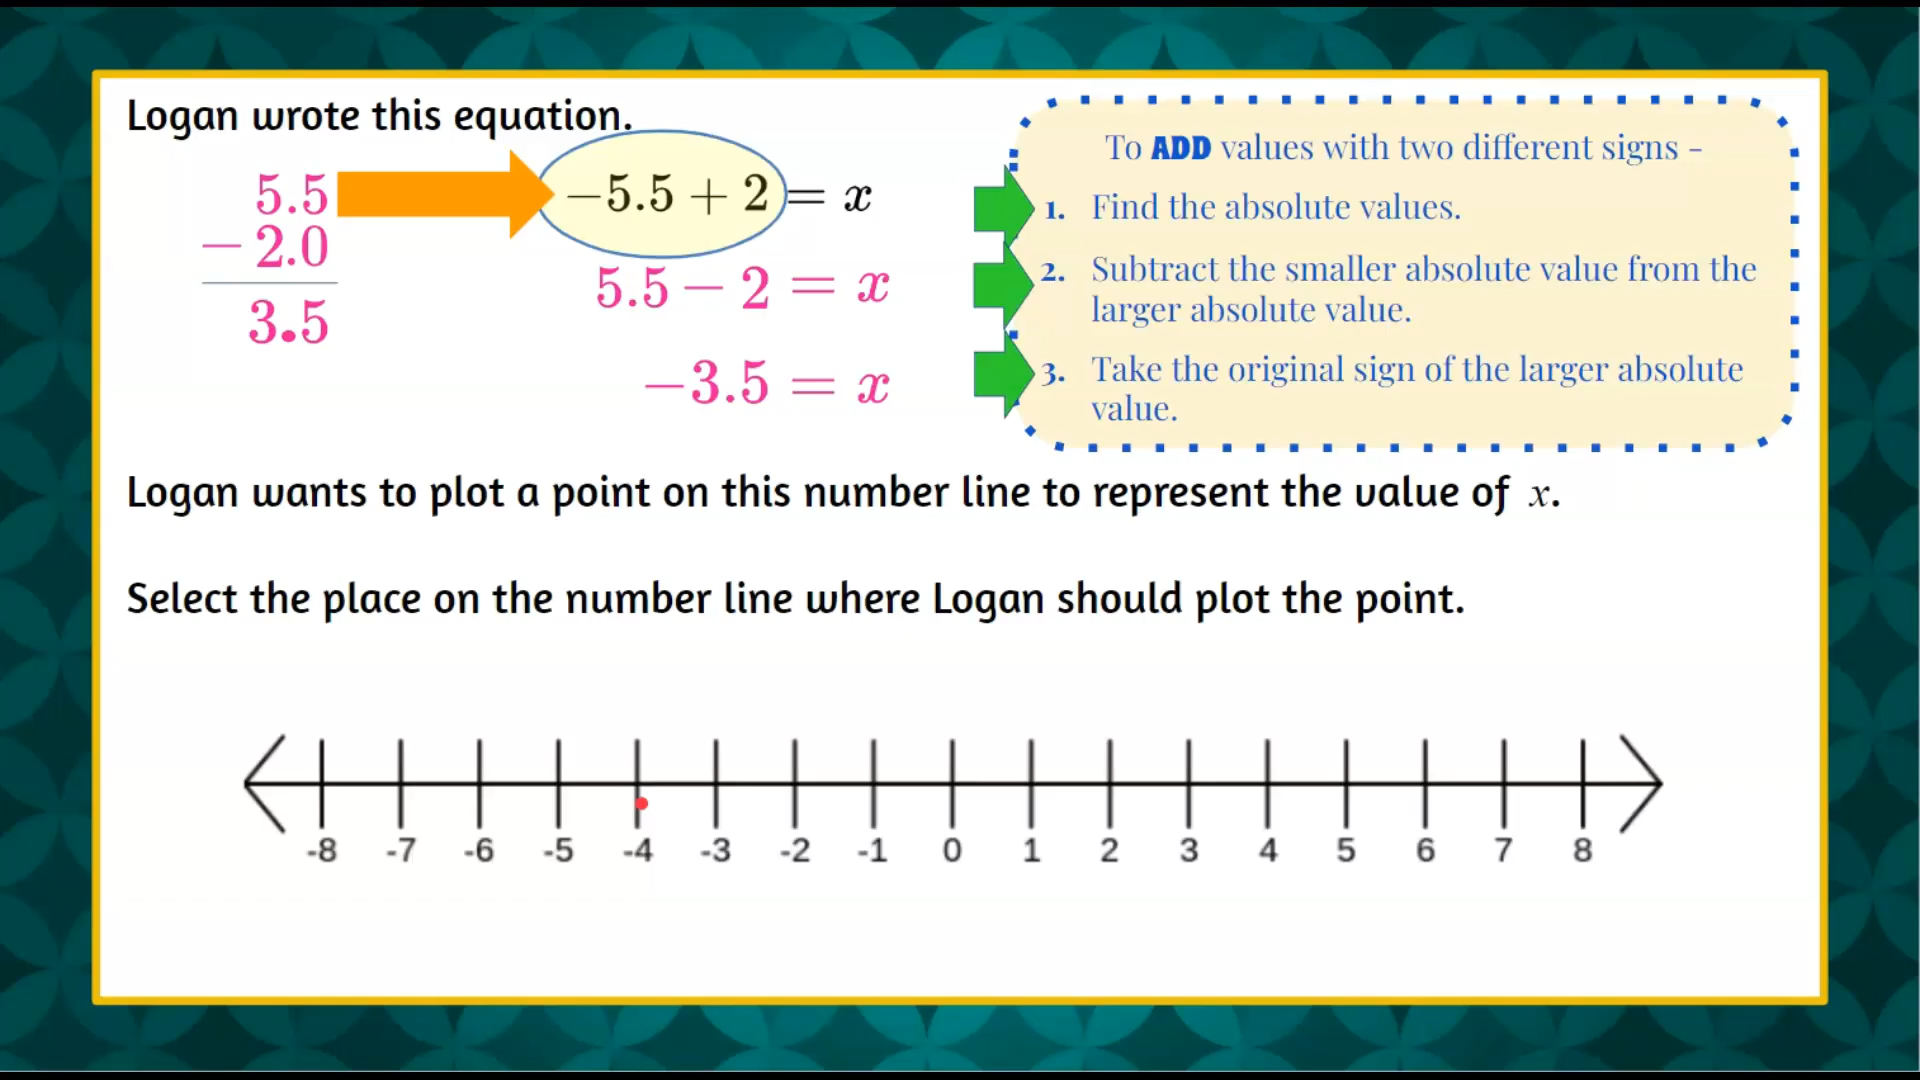 Logan wrote this equation.
5.5
− 2.0
3.5
−5.5 + 2 = x
5.5 − 2 = x
−3.5 = x
To ADD values with two different signs -
1. Find the absolute values.
2. Subtract the smaller absolute value from the
larger absolute value.
3. Take the original sign of the larger absolute
value.
Logan wants to plot a point on this number line to represent the value of x.
Select the place on the number line where Logan should plot the point.
-8 -7 -6 -5 -4 -3 -2 -1 0 1 2 3 4 5 6 7 8